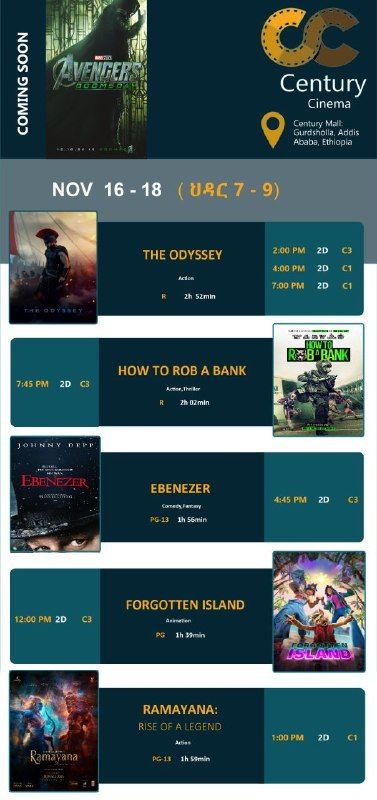 COMING SOON
MARVEL STUDIOS
AVENGERS
DOOMSDAY
Century
Cinema
Century Mall:
Gurdsholla, Addis
Ababa, Ethiopia
NOV 16 - 18 ( ህዳር 7 - 9)
THE ODYSSEY
THE ODYSSEY
Action
R 2h 52min
2:00 PM 2D C3
4:00 PM 2D C1
7:00 PM 2D C1
7:45 PM 2D C3
HOW TO ROB A BANK
Action,Thriller
R 2h 02min
HOW TO
ROB A BANK
JOHNNY DEPP
EBENEZER
EBENEZER
Comedy,Fantasy
PG-13 1h 56min
4:45 PM 2D C3
12:00 PM 2D C3
FORGOTTEN ISLAND
Animation
PG 1h 39min
FORGOTTEN
ISLAND
Ramayana
RAMAYANA:
RISE OF A LEGEND
Action
PG-13 1h 59min
1:00 PM 2D C1